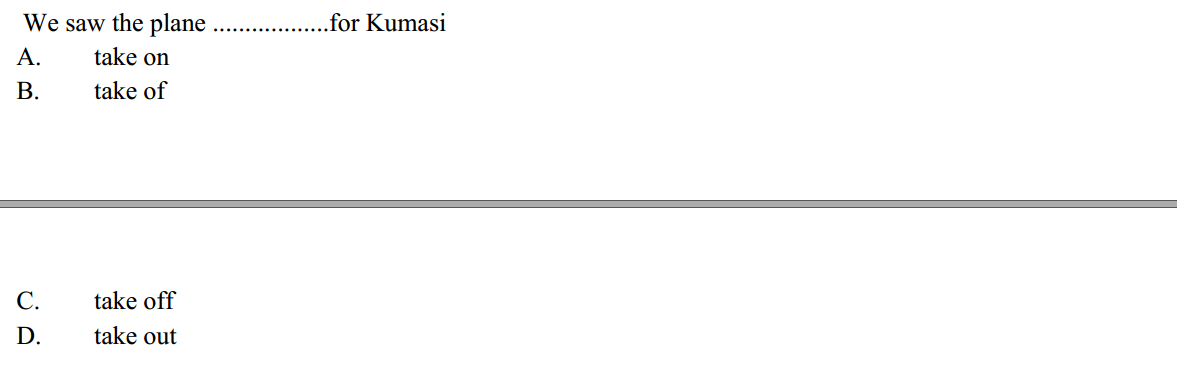 We saw the plane ..................for Kumasi
A. take on
B. take of
C. take off
D. take out